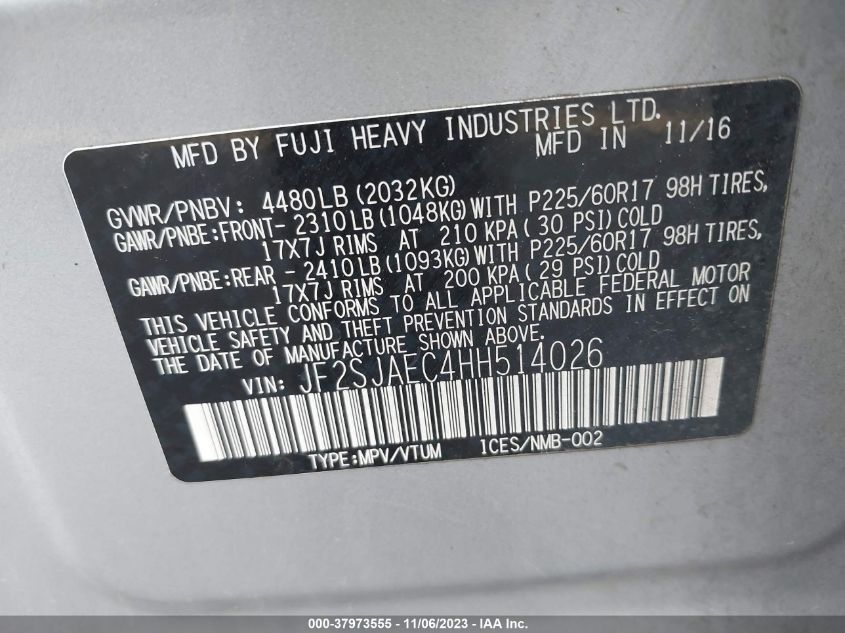 MFD BY FUJI HEAVY INDUSTRIES LTD.
MFD IN 11/16
GVWR/PNBV: 4480LB (2032KG)
GAWR/PNBE:FRONT- 2310LB (1048KG) WITH P225/60R17 98H TIRES,
17X7J RIMS AT 210 KPA (30 PSI) COLD
GAWR/PNBE:REAR - 2410LB (1093KG) WITH P225/60R17 98H TIRES,
17X7J RIMS AT 200 KPA (29 PSI) COLD
THIS VEHICLE CONFORMS TO ALL APPLICABLE FEDERAL MOTOR
VEHICLE SAFETY AND THEFT PREVENTION STANDARDS IN EFFECT ON
THE DATE OF MANUFACTURE SHOWN ABOVE.
VIN: JF2SJAEC4HH514026
TYPE:MPV/VTUM ICES/NMB-002
000-37973555 - 11/06/2023 - IAA Inc.